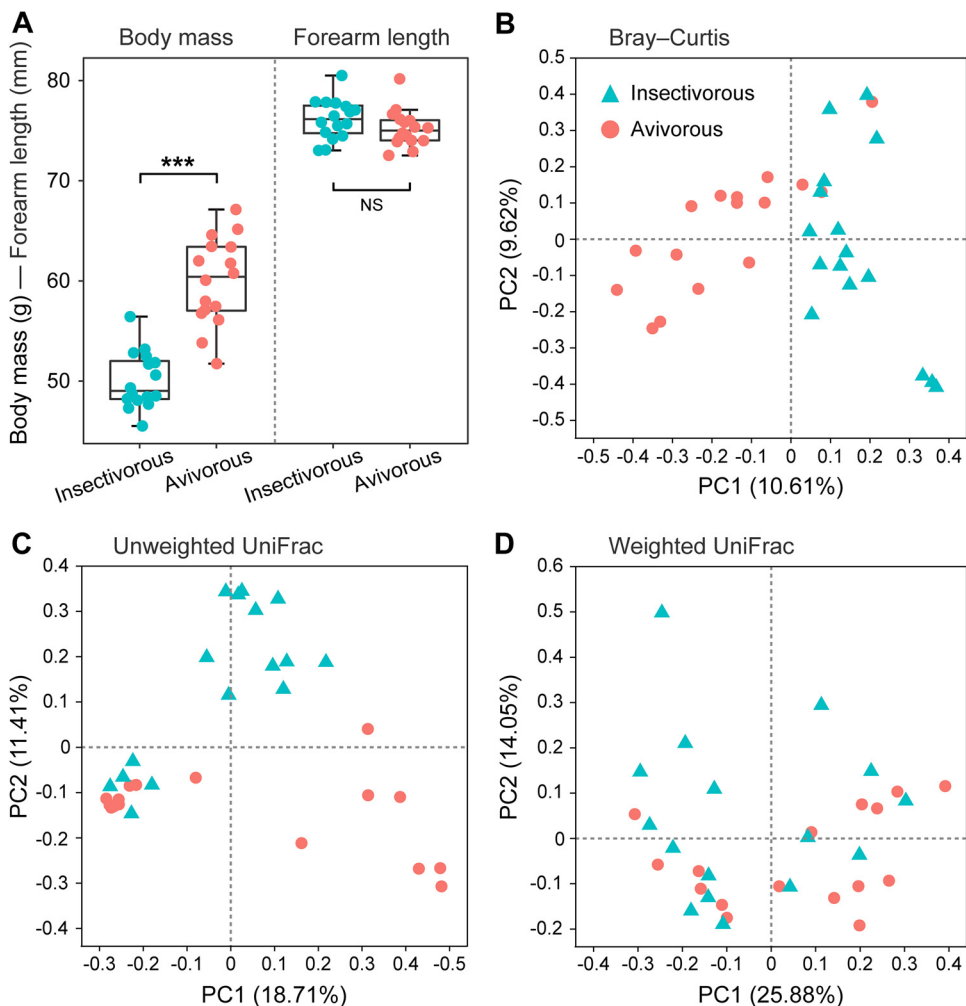 A
Body mass
Forearm length
Body mass (g) — Forearm length (mm)
80
70
60
50
***
NS
Insectivorous
Avivorous
Insectivorous
Avivorous
B
Bray–Curtis
Insectivorous
Avivorous
PC2 (9.62%)
0.5
0.4
0.3
0.2
0.1
0
-0.1
-0.2
-0.3
-0.4
-0.5
-0.5 -0.4 -0.3 -0.2 -0.1 0 0.1 0.2 0.3 0.4
PC1 (10.61%)
C
Unweighted UniFrac
PC2 (11.41%)
0.4
0.3
0.2
0.1
0
-0.1
-0.2
-0.3
-0.4
-0.3 -0.2 -0.1 0 0.1 0.2 0.3 0.4 0.5
PC1 (18.71%)
D
Weighted UniFrac
PC2 (14.05%)
0.6
0.5
0.4
0.3
0.2
0.1
0
-0.1
-0.2
-0.4 -0.3 -0.2 -0.1 0 0.1 0.2 0.3 0.4
PC1 (25.88%)